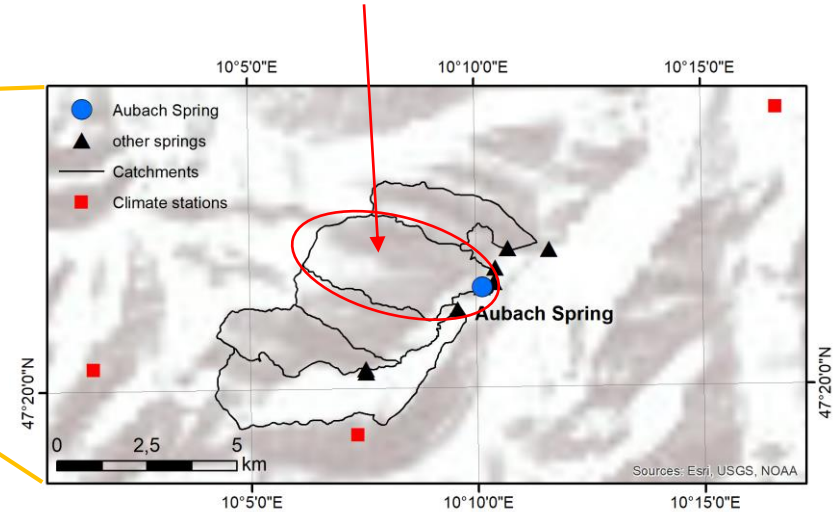 10°5'0"E
10°10'0"E
10°15'0"E
Aubach Spring
other springs
Catchments
Climate stations
Aubach Spring
47°20'0"N
47°20'0"N
0 2,5 5
km
Sources: Esri, USGS, NOAA
10°5'0"E
10°10'0"E
10°15'0"E